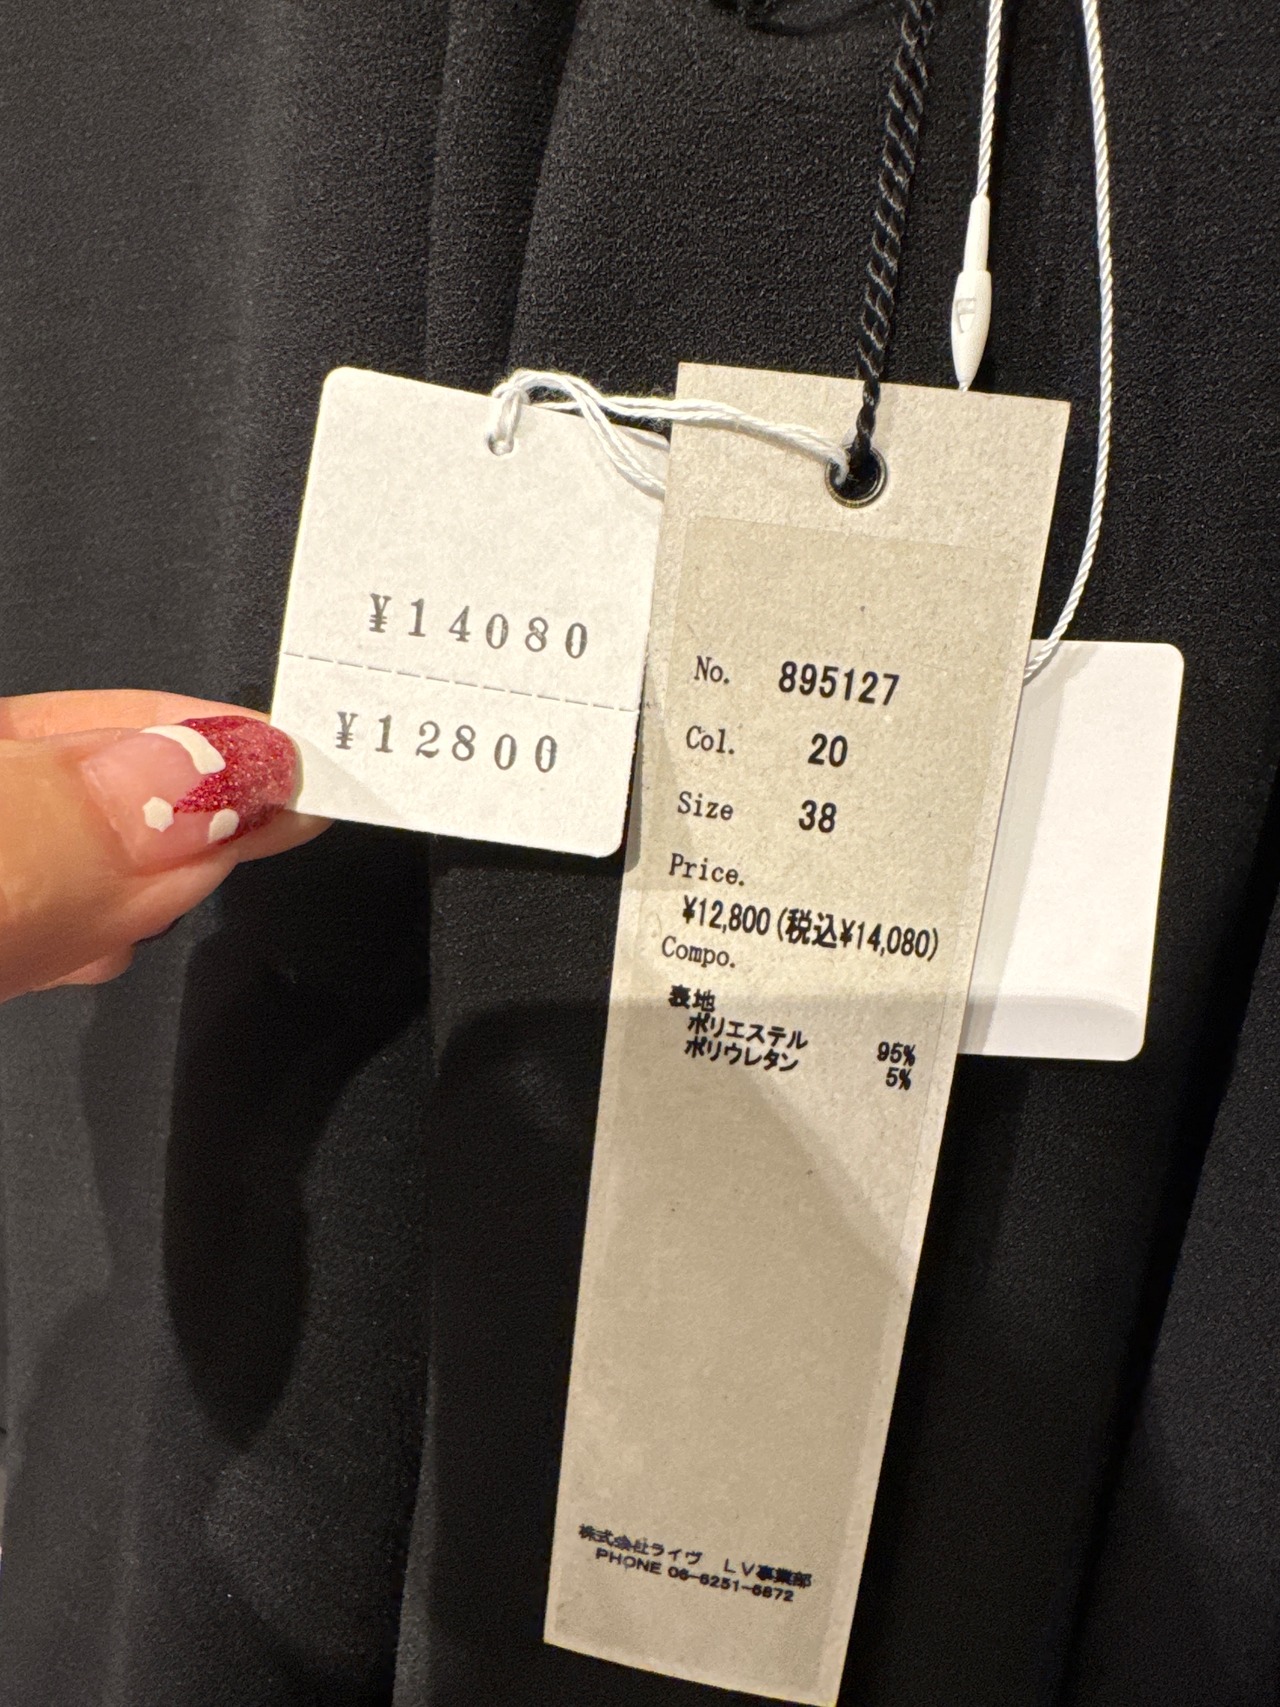 ¥14080
¥12800
No. 895127
Col. 20
Size 38
Price.
¥12,800(税込¥14,080)
Compo.
表地
ポリエステル 95%
ポリウレタン 5%
株式会社ライヴ LV事業部
PHONE 06-6251-6872